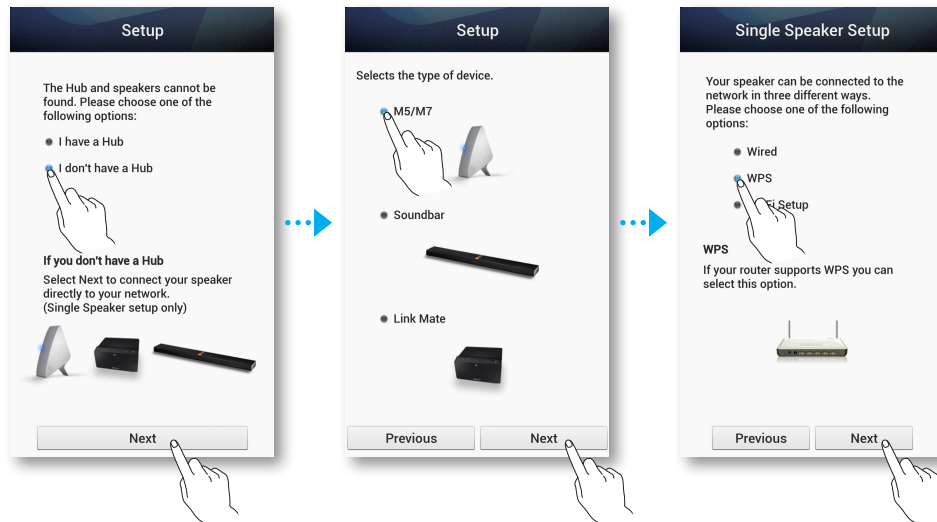 Setup
The Hub and speakers cannot be
found. Please choose one of the
following options:
I have a Hub
I don't have a Hub
If you don't have a Hub
Select Next to connect your speaker
directly to your network.
(Single Speaker setup only)
Next
Setup
Selects the type of device.
M5/M7
Soundbar
Link Mate
Previous
Next
Single Speaker Setup
Your speaker can be connected to the
network in three different ways.
Please choose one of the following
options:
Wired
WPS
Fi Setup
WPS
If your router supports WPS you can
select this option.
Previous
Next